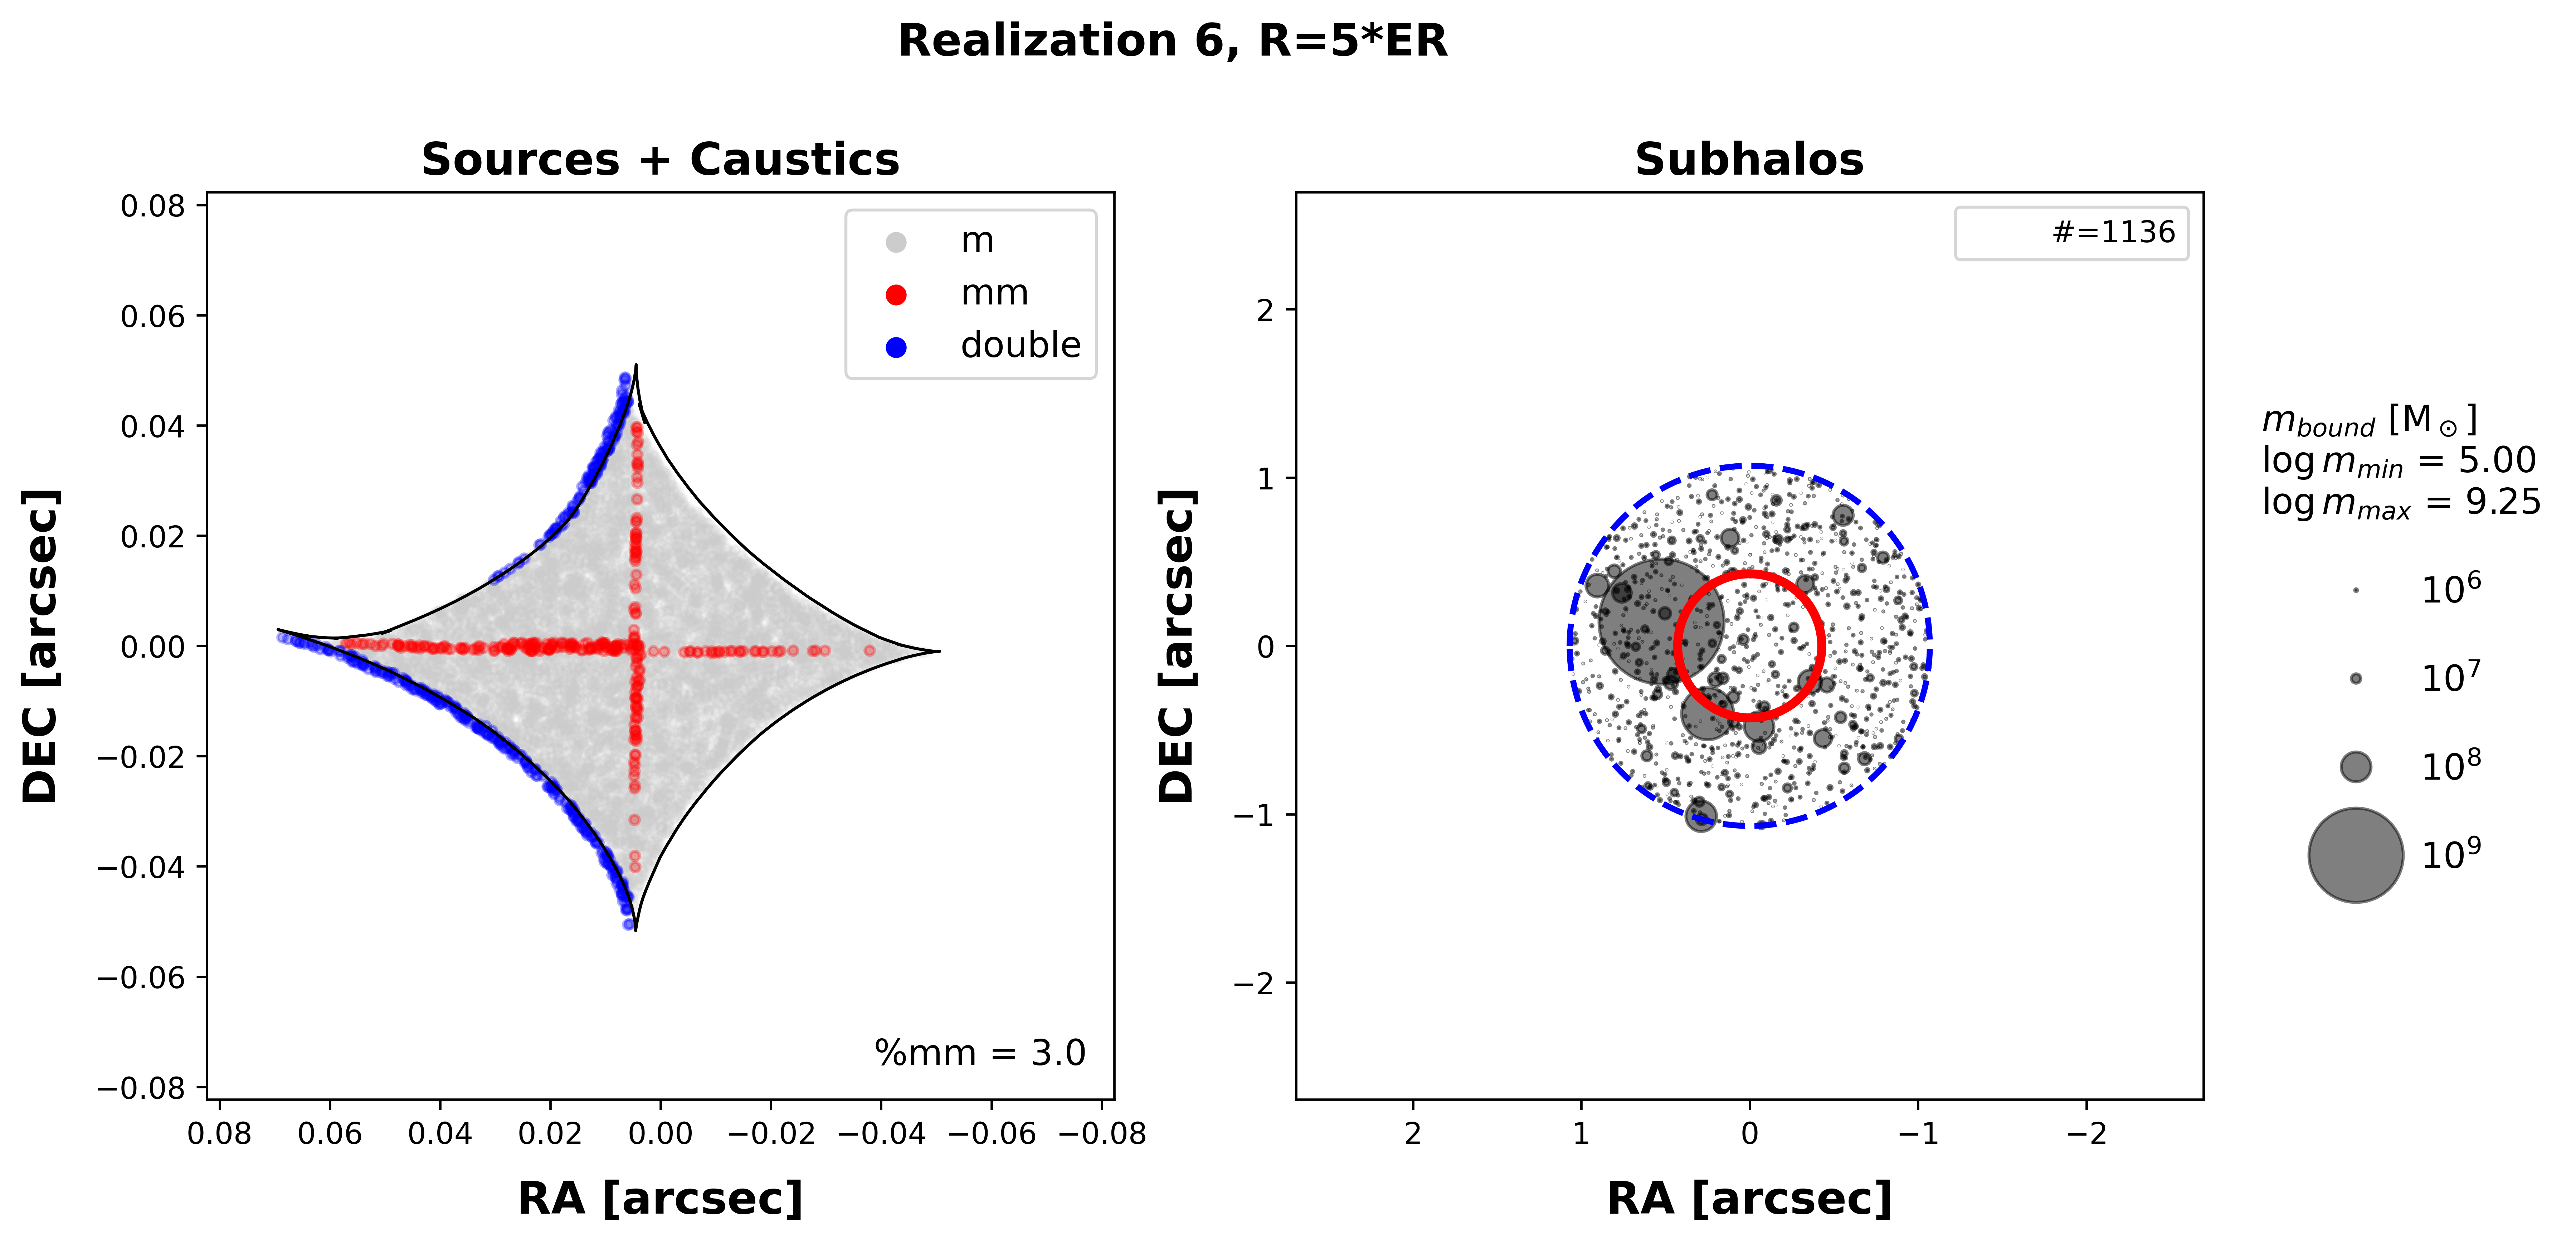 Realization 6, R=5*ER
Sources + Caustics
0.08
0.06
0.04
0.02
0.00
−0.02
−0.04
−0.06
−0.08
DEC [arcsec]
m
mm
double
%mm = 3.0
0.08 0.06 0.04 0.02 0.00 −0.02 −0.04 −0.06 −0.08
RA [arcsec]
Subhalos
#=1136
2
1
0
−1
−2
DEC [arcsec]
2 1 0 −1 −2
RA [arcsec]
m_bound [M_⊙]
log m_min = 5.00
log m_max = 9.25
10^6
10^7
10^8
10^9